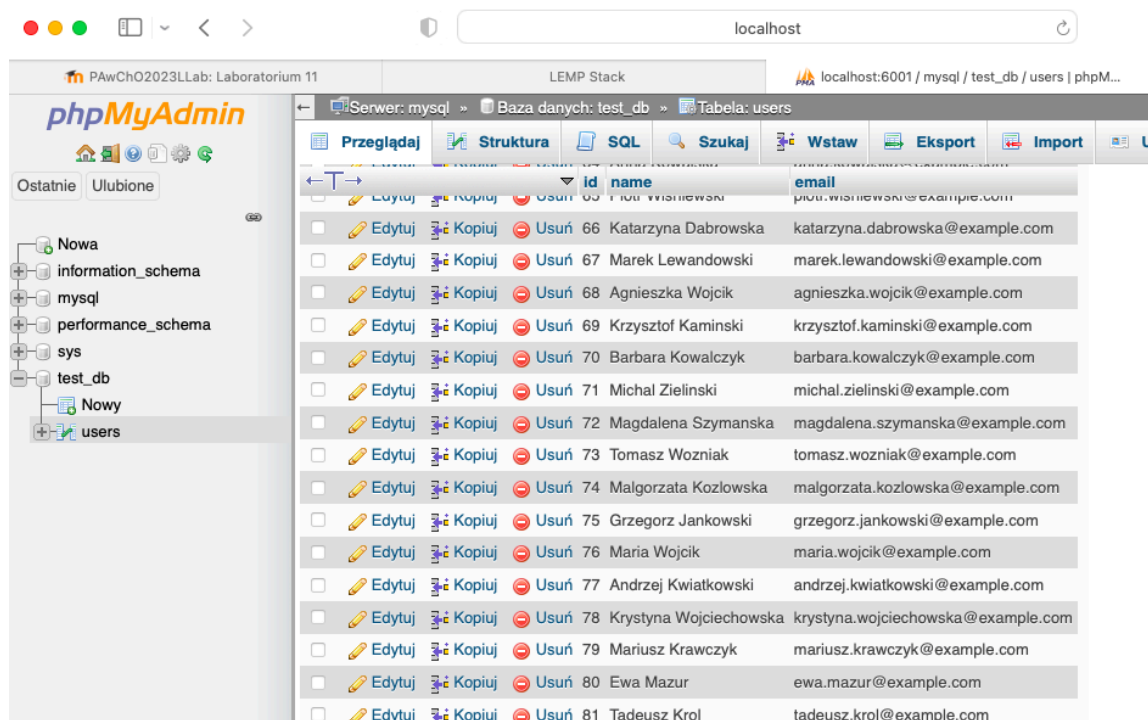 localhost
PAwChO2023LLab: Laboratorium 11
LEMP Stack
localhost:6001 / mysql / test_db / users | phpM...
phpMyAdmin
Serwer: mysql » Baza danych: test_db » Tabela: users
Przeglądaj Struktura SQL Szukaj Wstaw Eksport Import
Ostatnie Ulubione
Nowa
information_schema
mysql
performance_schema
sys
test_db
Nowy
users
id name email
Edytuj Kopiuj Usuń 65 Piotr Wisniewski piotr.wisniewski@example.com
Edytuj Kopiuj Usuń 66 Katarzyna Dabrowska katarzyna.dabrowska@example.com
Edytuj Kopiuj Usuń 67 Marek Lewandowski marek.lewandowski@example.com
Edytuj Kopiuj Usuń 68 Agnieszka Wojcik agnieszka.wojcik@example.com
Edytuj Kopiuj Usuń 69 Krzysztof Kaminski krzysztof.kaminski@example.com
Edytuj Kopiuj Usuń 70 Barbara Kowalczyk barbara.kowalczyk@example.com
Edytuj Kopiuj Usuń 71 Michal Zielinski michal.zielinski@example.com
Edytuj Kopiuj Usuń 72 Magdalena Szymanska magdalena.szymanska@example.com
Edytuj Kopiuj Usuń 73 Tomasz Wozniak tomasz.wozniak@example.com
Edytuj Kopiuj Usuń 74 Malgorzata Kozlowska malgorzata.kozlowska@example.com
Edytuj Kopiuj Usuń 75 Grzegorz Jankowski grzegorz.jankowski@example.com
Edytuj Kopiuj Usuń 76 Maria Wojcik maria.wojcik@example.com
Edytuj Kopiuj Usuń 77 Andrzej Kwiatkowski andrzej.kwiatkowski@example.com
Edytuj Kopiuj Usuń 78 Krystyna Wojciechowska krystyna.wojciechowska@example.com
Edytuj Kopiuj Usuń 79 Mariusz Krawczyk mariusz.krawczyk@example.com
Edytuj Kopiuj Usuń 80 Ewa Mazur ewa.mazur@example.com
Edytuj Kopiuj Usuń 81 Tadeusz Krol tadeusz.krol@example.com